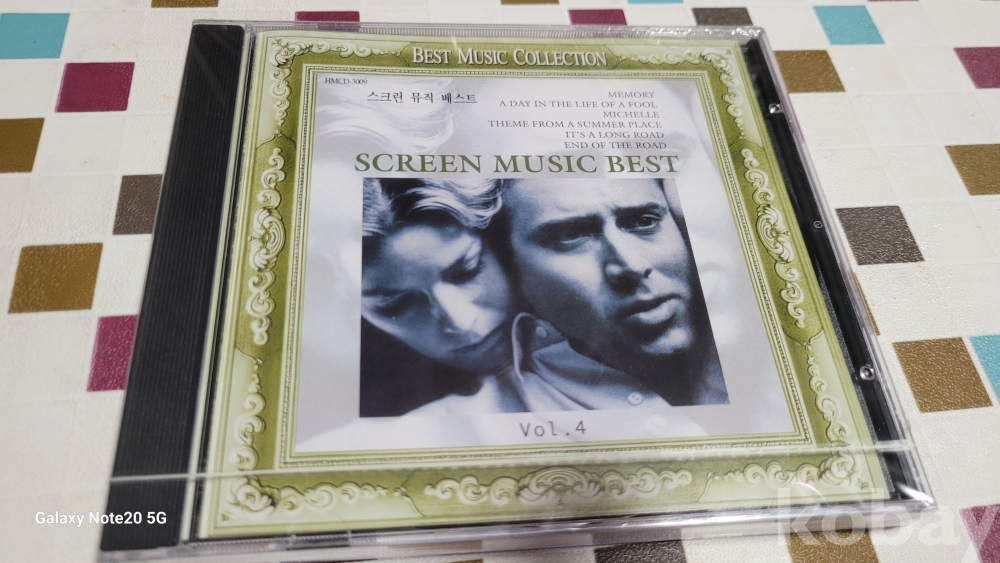 BEST MUSIC COLLECTION
HMCD-3009
스크린 뮤직 베스트
MEMORY
A DAY IN THE LIFE OF A FOOL
MICHELLE
THEME FROM A SUMMER PLACE
IT'S A LONG ROAD
END OF THE ROAD
SCREEN MUSIC BEST
Vol.4
Galaxy Note20 5G
kobay